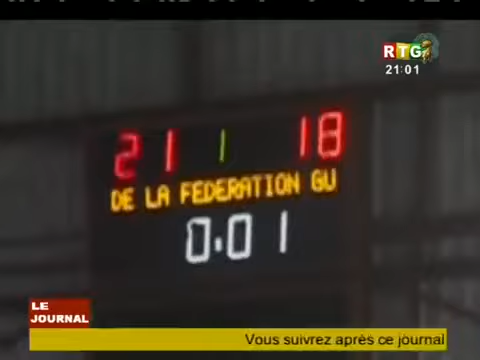 RTG
21:01
21 1 18
DE LA FEDERATION GU
0:01
LE
JOURNAL
Vous suivrez après ce journal